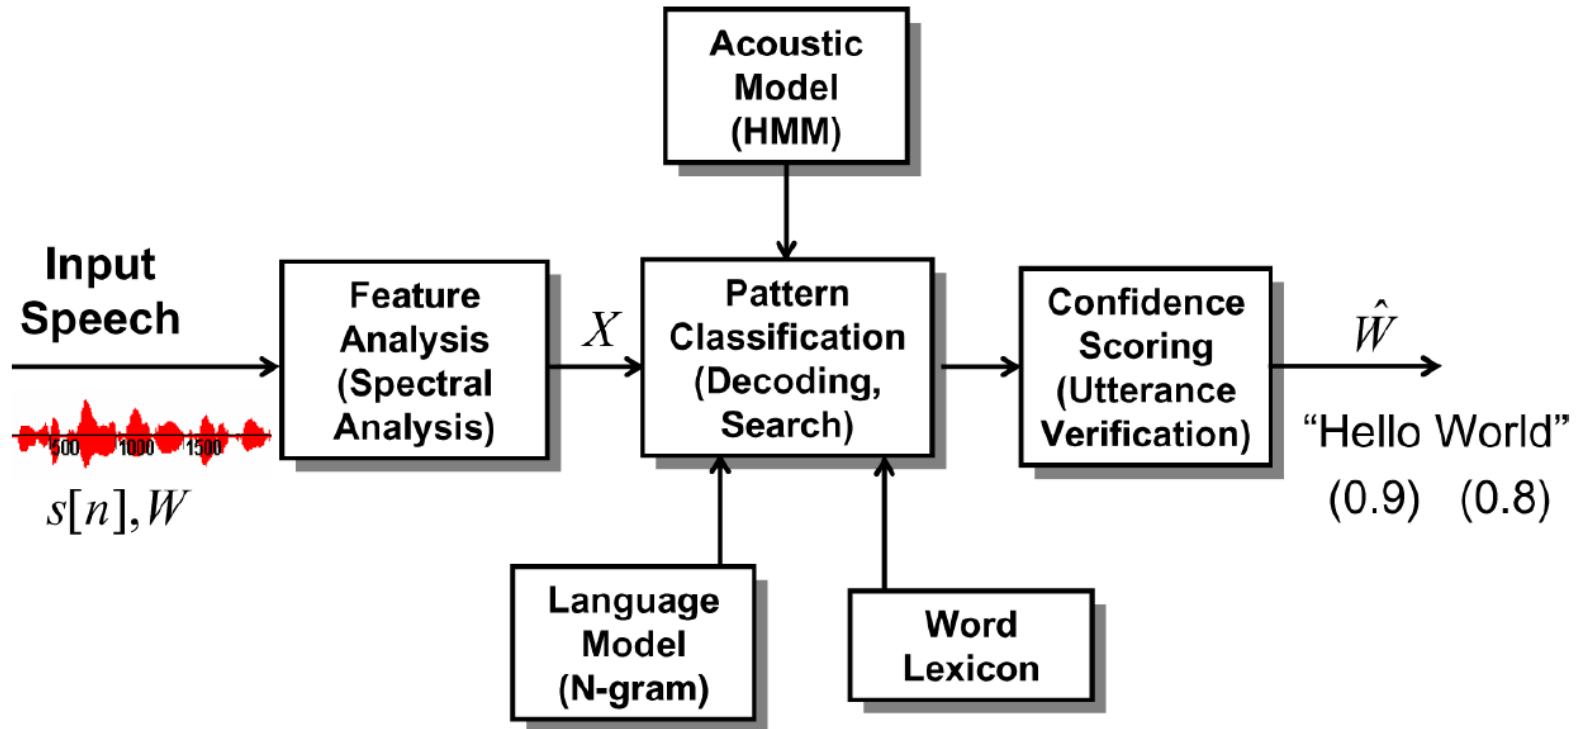 Acoustic
Model
(HMM)
Input
Speech
Feature
Analysis
(Spectral
Analysis)
X
Pattern
Classification
(Decoding,
Search)
Confidence
Scoring
(Utterance
Verification)
Ŵ
500 1000 1500
s[n],W
“Hello World”
(0.9) (0.8)
Language
Model
(N-gram)
Word
Lexicon